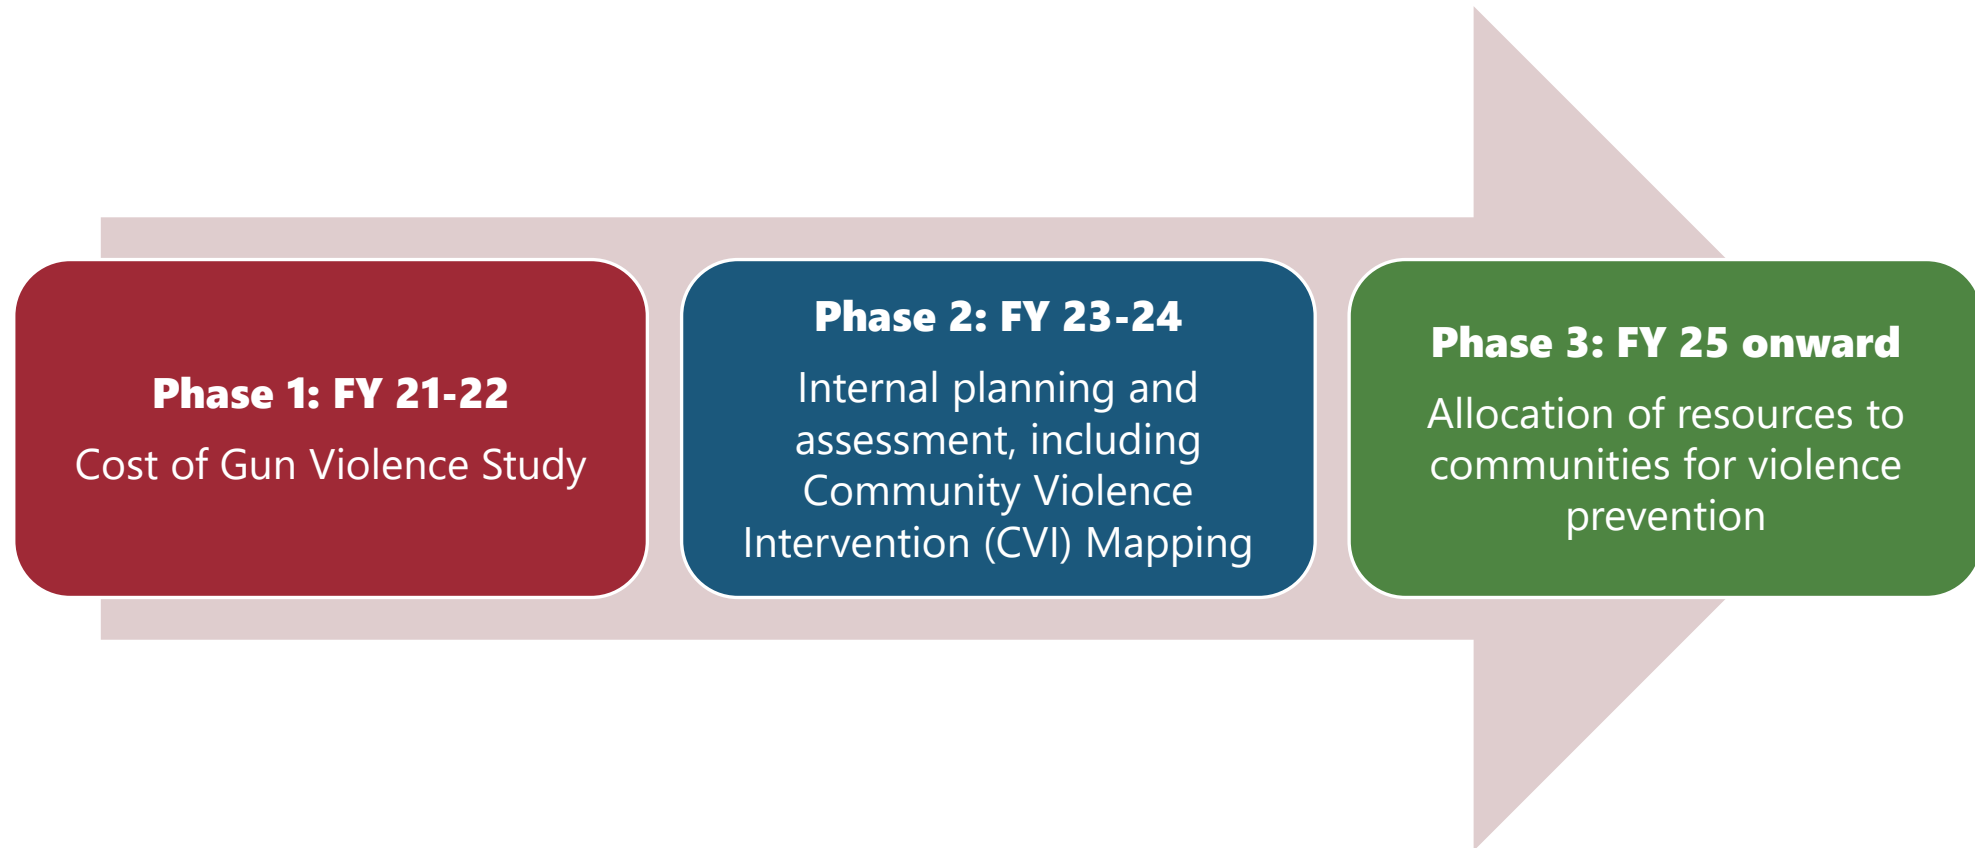 Phase 1: FY 21-22
Cost of Gun Violence Study
Phase 2: FY 23-24
Internal planning and
assessment, including
Community Violence
Intervention (CVI) Mapping
Phase 3: FY 25 onward
Allocation of resources to
communities for violence
prevention